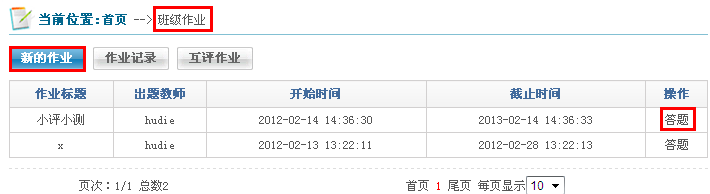 当前位置:首页 -->班级作业
新的作业 作业记录 互评作业
作业标题 出题教师 开始时间 截止时间 操作
小评小测 hudie 2012-02-14 14:36:30 2013-02-14 14:36:33 答题
x hudie 2012-02-13 13:22:11 2012-02-28 13:22:13 答题
页次：1/1 总数2 首页 1 尾页 每页显示 10